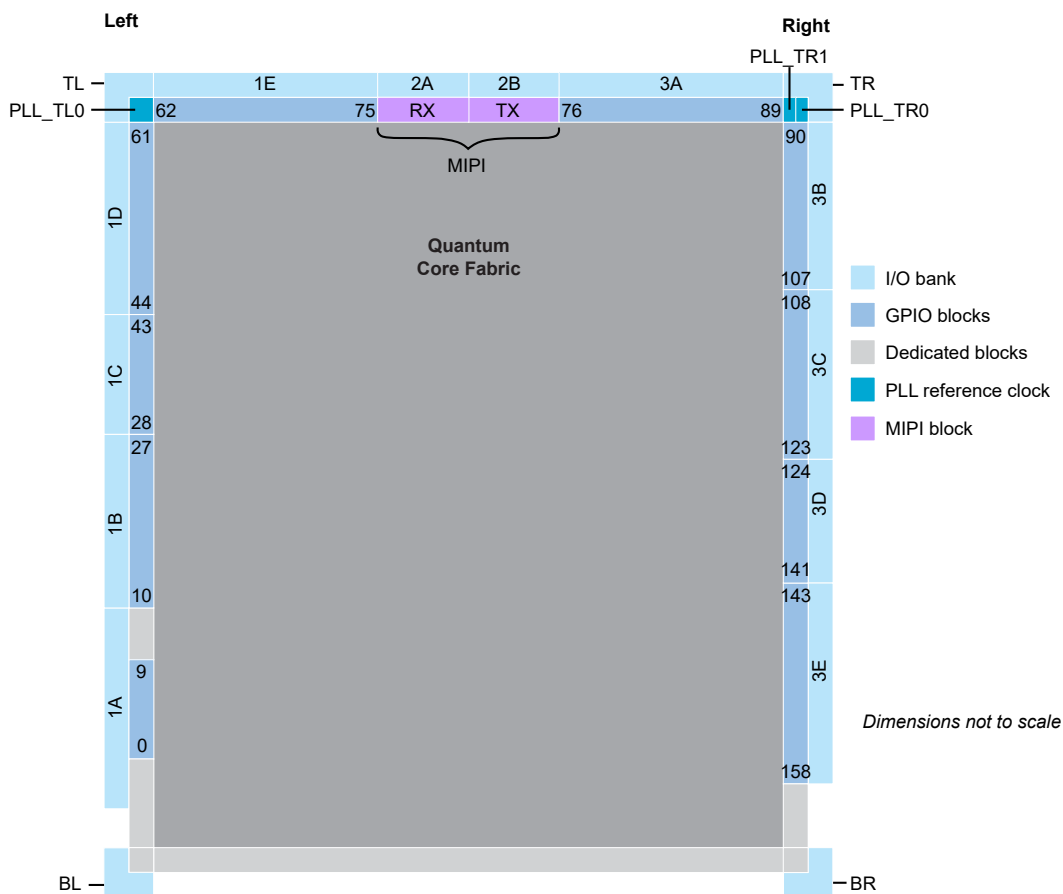 Left
Right
PLL_TR1
TL
1E
2A
2B
3A
TR
PLL_TL0
62
75
RX
TX
76
89
PLL_TR0
61
90
MIPI
1D
3B
Quantum
Core Fabric
107
108
44
43
1C
3C
28
27
123
124
1B
3D
10
141
143
9
1A
0
3E
158
I/O bank
GPIO blocks
Dedicated blocks
PLL reference clock
MIPI block
Dimensions not to scale
BL
BR